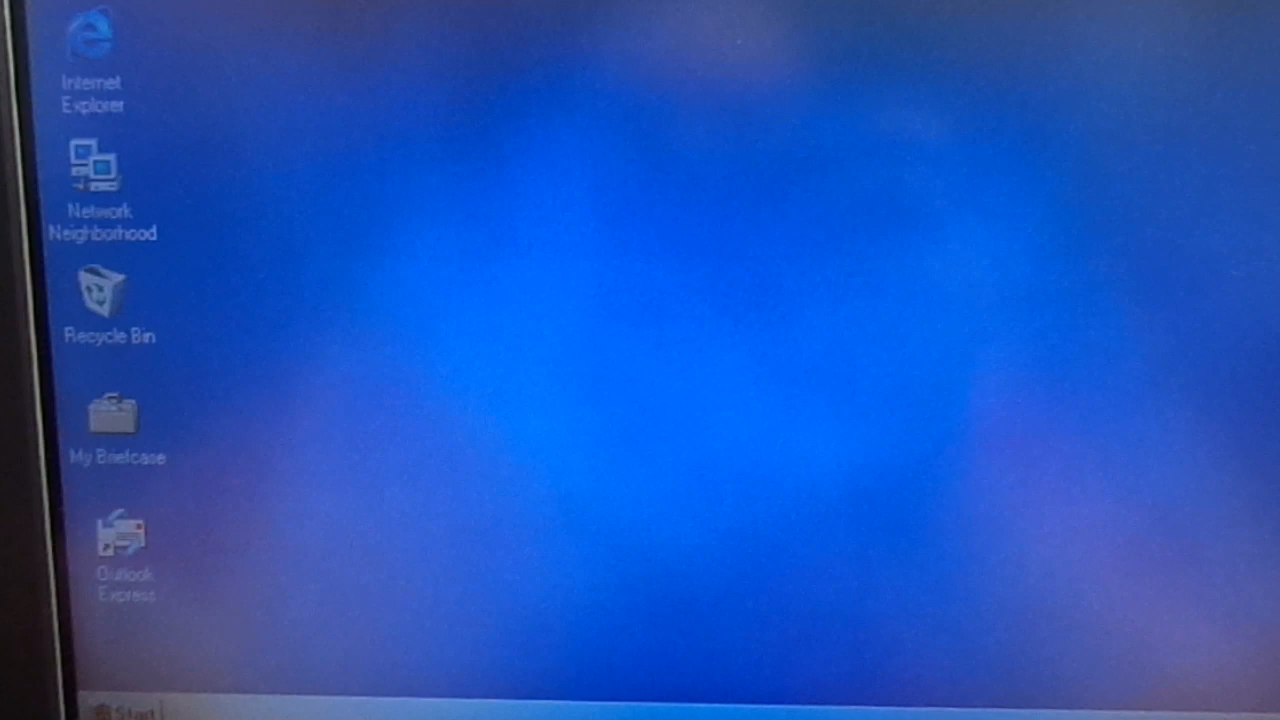 Internet
Explorer
Network
Neighborhood
Recycle Bin
My Briefcase
Outlook
Express
Start